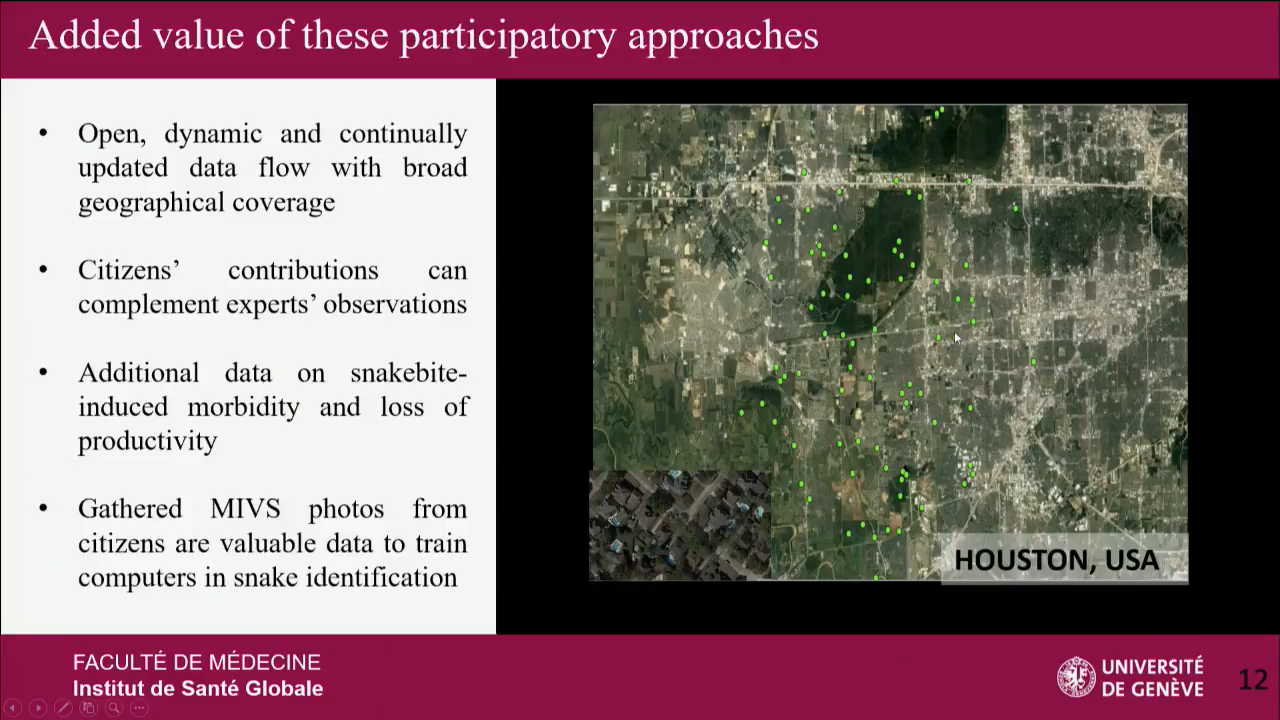 Added value of these participatory approaches
• Open, dynamic and continually
updated data flow with broad
geographical coverage
• Citizens’ contributions can
complement experts’ observations
• Additional data on snakebite-
induced morbidity and loss of
productivity
• Gathered MIVS photos from
citizens are valuable data to train
computers in snake identification
HOUSTON, USA
FACULTÉ DE MÉDECINE
Institut de Santé Globale
UNIVERSITÉ
DE GENÈVE
12